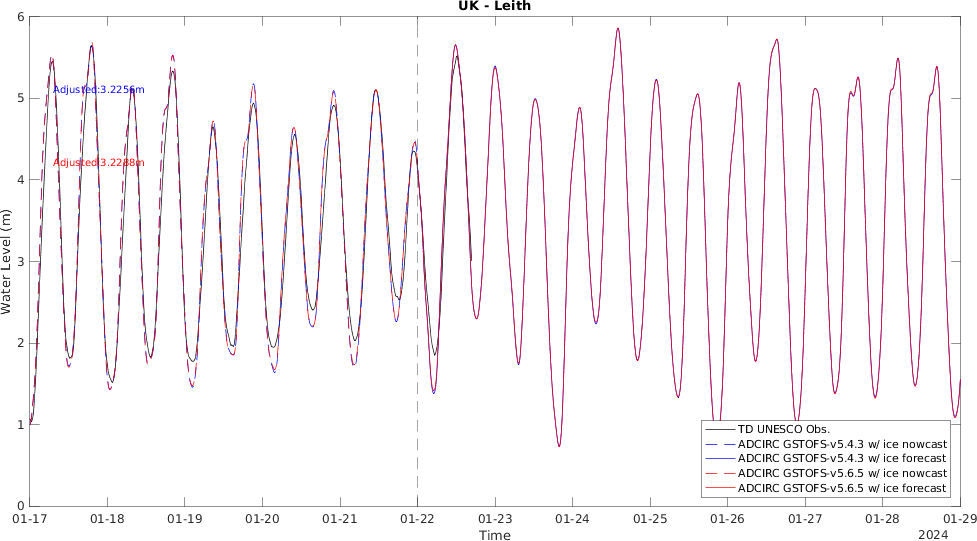 UK - Leith
6
5
4
3
2
1
0
Water Level (m)
Adjusted:3.2256m
Adjusted:3.2288m
TD UNESCO Obs.
ADCIRC GSTOFS-v5.4.3 w/ ice nowcast
ADCIRC GSTOFS-v5.4.3 w/ ice forecast
ADCIRC GSTOFS-v5.6.5 w/ ice nowcast
ADCIRC GSTOFS-v5.6.5 w/ ice forecast
01-17 01-18 01-19 01-20 01-21 01-22 01-23 01-24 01-25 01-26 01-27 01-28 01-29
Time
2024